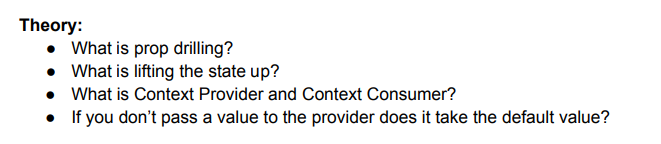 Theory:
● What is prop drilling?
● What is lifting the state up?
● What is Context Provider and Context Consumer?
● If you don’t pass a value to the provider does it take the default value?